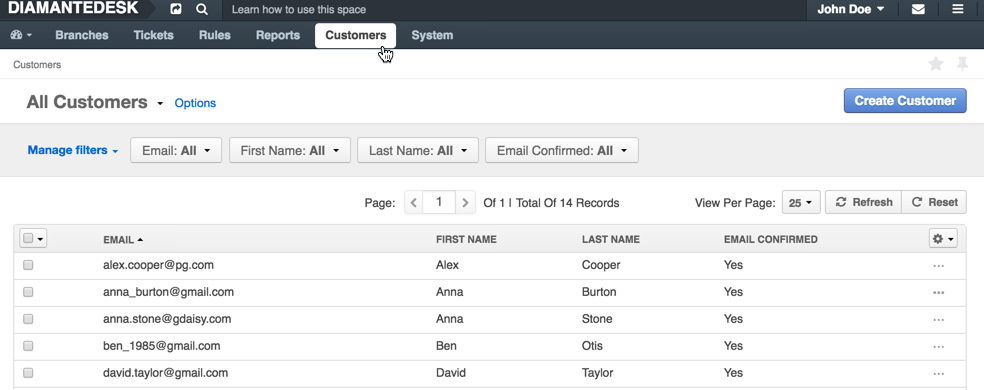 DIAMANTEDESK Learn how to use this space John Doe
Branches Tickets Rules Reports Customers System
Customers
All Customers Options Create Customer
Manage filters Email: All First Name: All Last Name: All Email Confirmed: All
Page: 1 Of 1 | Total Of 14 Records View Per Page: 25 Refresh Reset
EMAIL FIRST NAME LAST NAME EMAIL CONFIRMED
alex.cooper@pg.com Alex Cooper Yes ...
anna_burton@gmail.com Anna Burton Yes ...
anna.stone@gdaisy.com Anna Stone Yes ...
ben_1985@gmail.com Ben Otis Yes ...
david.taylor@gmail.com David Taylor Yes ...